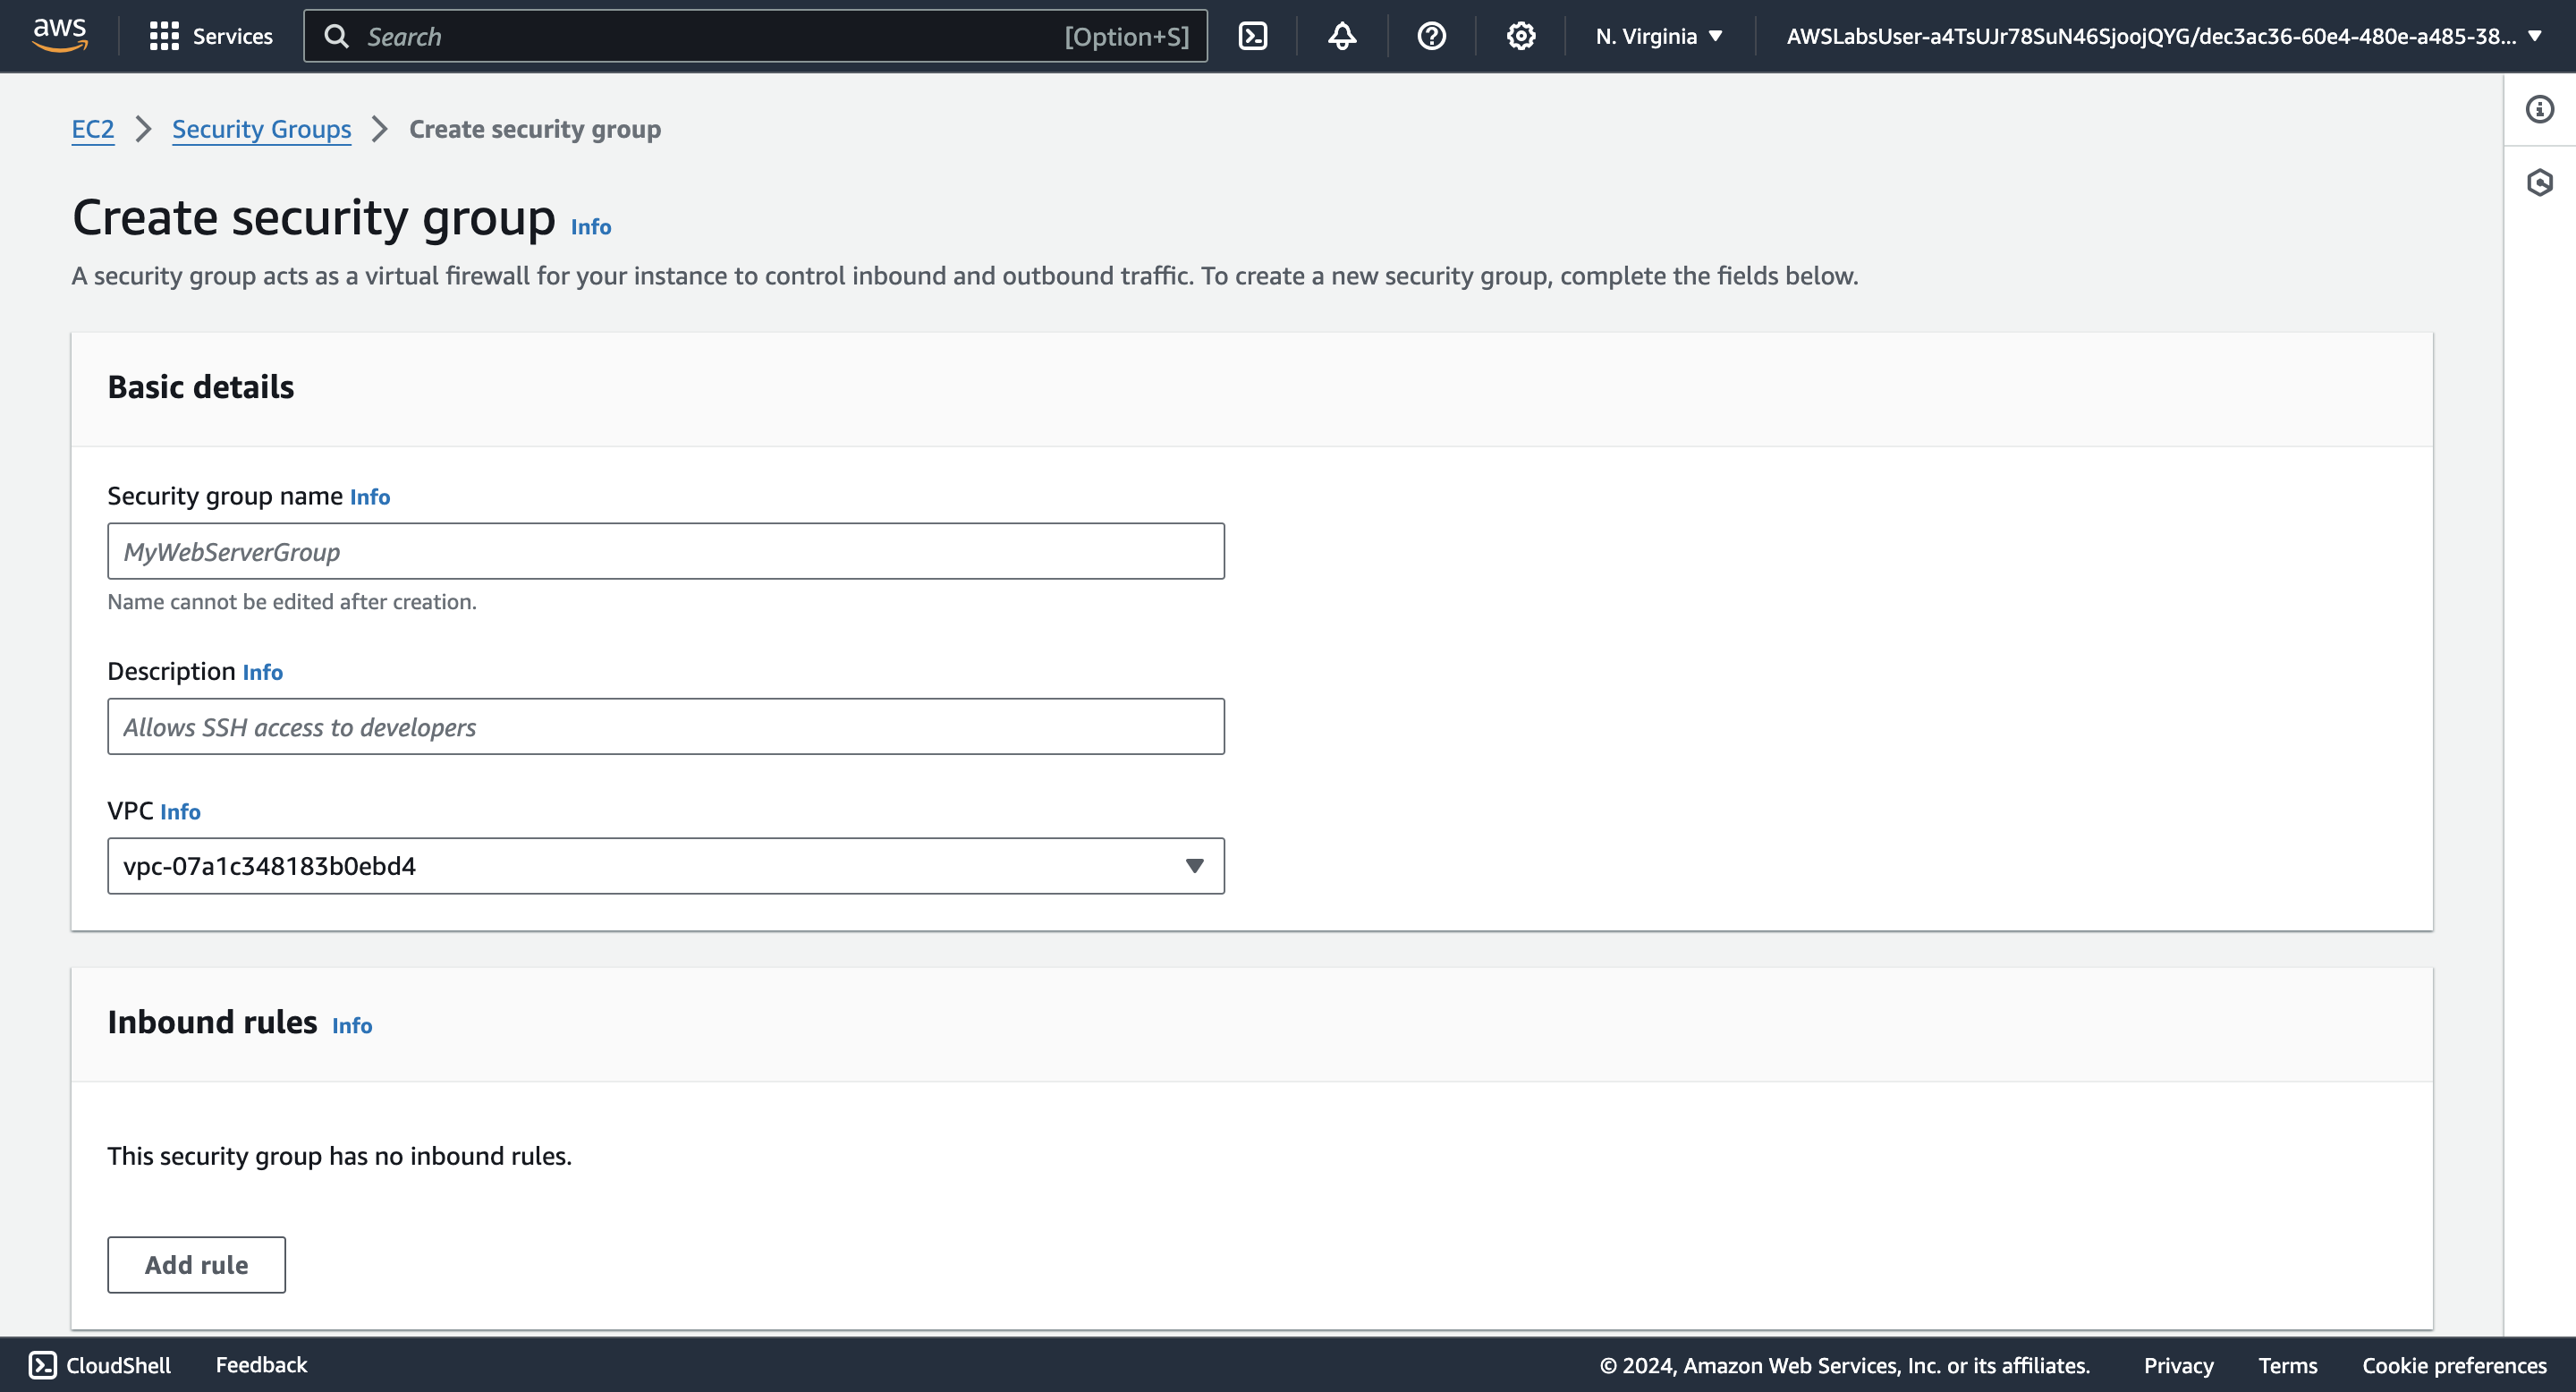 aws Services Search [Option+S] N. Virginia AWSLabsUser-a4TsUJr78SuN46SjoojQYG/dec3ac36-60e4-480e-a485-38...
EC2 Security Groups Create security group
Create security group Info
A security group acts as a virtual firewall for your instance to control inbound and outbound traffic. To create a new security group, complete the fields below.
Basic details
Security group name Info
MyWebServerGroup
Name cannot be edited after creation.
Description Info
Allows SSH access to developers
VPC Info
vpc-07a1c348183b0ebd4
Inbound rules Info
This security group has no inbound rules.
Add rule
CloudShell Feedback © 2024, Amazon Web Services, Inc. or its affiliates. Privacy Terms Cookie preferences